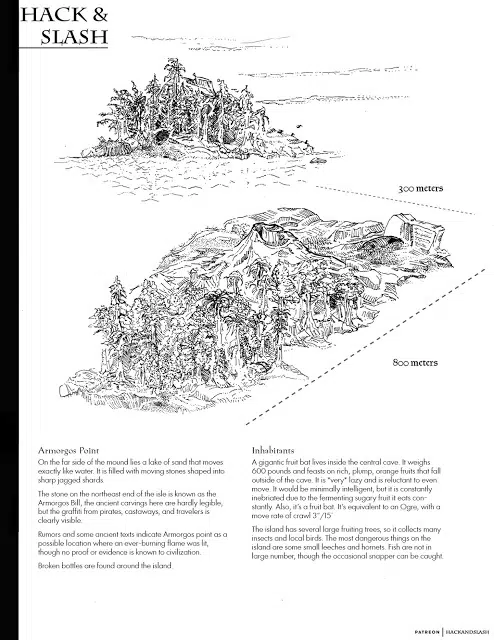 HACK &
SLASH
300 meters
800 meters
Armorgos Point
On the far side of the mound lies a lake of sand that moves
exactly like water. It is filled with moving stones shaped into
sharp jagged shards.
The stone on the northeast end of the isle is known as the
Armorgos Bill, the ancient carvings here are hardly legible,
but the graffiti from pirates, castaways, and travelers is
clearly visible.
Rumors and some ancient texts indicate Armorgos point as a
possible location where an ever-burning flame was lit,
though no proof or evidence is known to civilization.
Broken bottles are found around the island.
Inhabitants
A gigantic fruit bat lives inside the central cave. It weighs
600 pounds and feasts on rich, plump, orange fruits that fall
outside of the cave. It is *very* lazy and is reluctant to even
move. It would be minimally intelligent, but it is constantly
inebriated due to the fermenting sugary fruit it eats con-
stantly. Also, it's a fruit bat. It's equivalent to an Ogre, with a
move rate of crawl 3"/15'
The island has several large fruiting trees, so it collects many
insects and local birds. The most dangerous things on the
island are some small leeches and hornets. Fish are not in
large number, though the occasional snapper can be caught.
PATREON | HACKANDSLASH